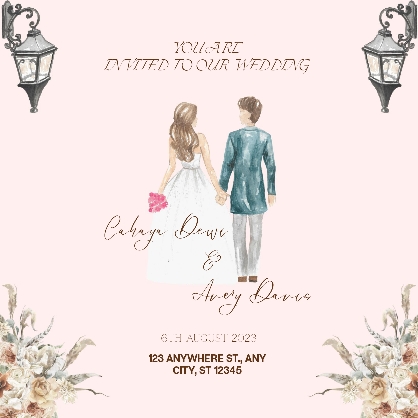 YOU ARE
INVITED TO OUR WEDDING
Cahaya Dewi
&
Avery Davis
6TH AUGUST 2023
123 ANYWHERE ST., ANY
CITY, ST 12345